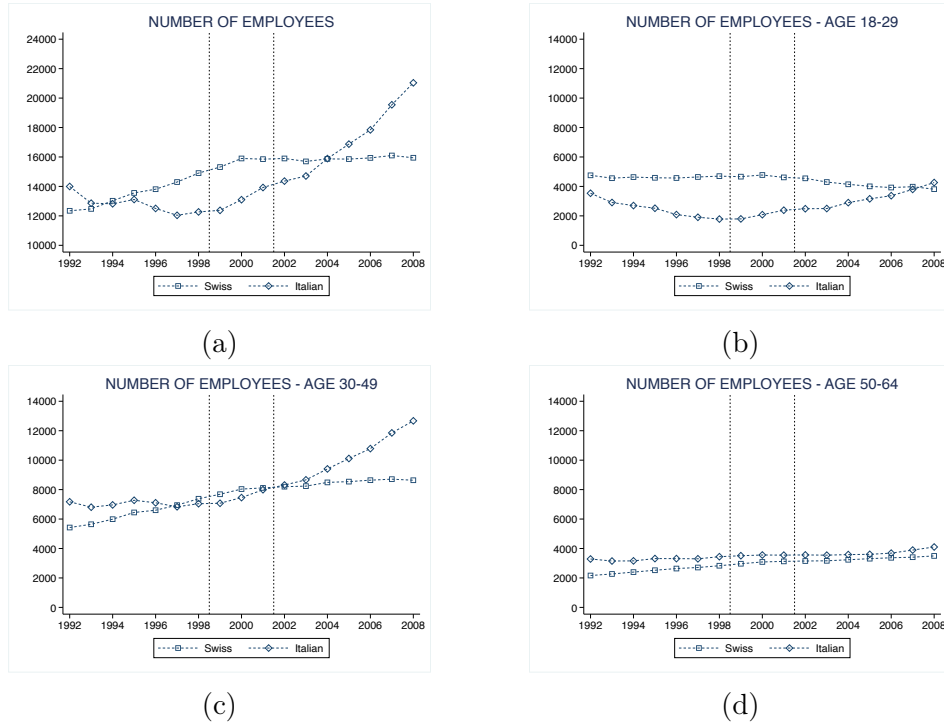 NUMBER OF EMPLOYEES
24000
22000
20000
18000
16000
14000
12000
10000
1992 1994 1996 1998 2000 2002 2004 2006 2008
Swiss Italian
(a)
NUMBER OF EMPLOYEES - AGE 18-29
14000
12000
10000
8000
6000
4000
2000
0
1992 1994 1996 1998 2000 2002 2004 2006 2008
Swiss Italian
(b)
NUMBER OF EMPLOYEES - AGE 30-49
14000
12000
10000
8000
6000
4000
2000
0
1992 1994 1996 1998 2000 2002 2004 2006 2008
Swiss Italian
(c)
NUMBER OF EMPLOYEES - AGE 50-64
14000
12000
10000
8000
6000
4000
2000
0
1992 1994 1996 1998 2000 2002 2004 2006 2008
Swiss Italian
(d)